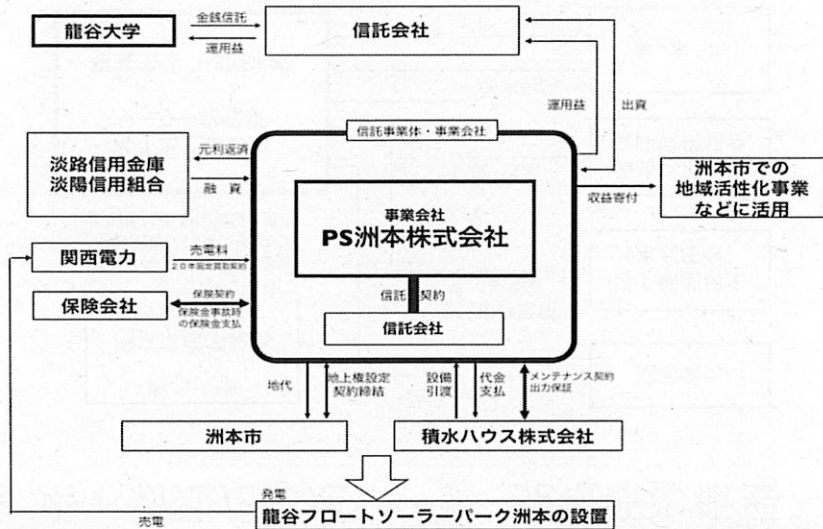 龍谷大学
金銭信託
運用益
信託会社
運用益
出資
信託事業体・事業会社
淡路信用金庫
淡陽信用組合
元利返済
融 資
事業会社
PS洲本株式会社
信託
契約
信託会社
収益寄付
洲本市での
地域活性化事業
などに活用
関西電力
売電料
20年固定買取契約
保険会社
保険契約
保険金事故時
の保険金支払
地代
地上権設定
契約締結
設備
引渡
代金
支払
メンテナンス契約
出力保証
洲本市
積水ハウス株式会社
発電
売電
龍谷フロートソーラーパーク洲本の設置